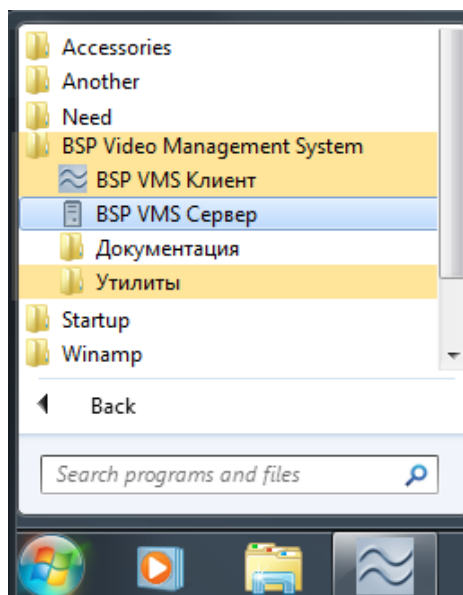 Accessories
Another
Need
BSP Video Management System
BSP VMS Клиент
BSP VMS Сервер
Документация
Утилиты
Startup
Winamp
Back
Search programs and files